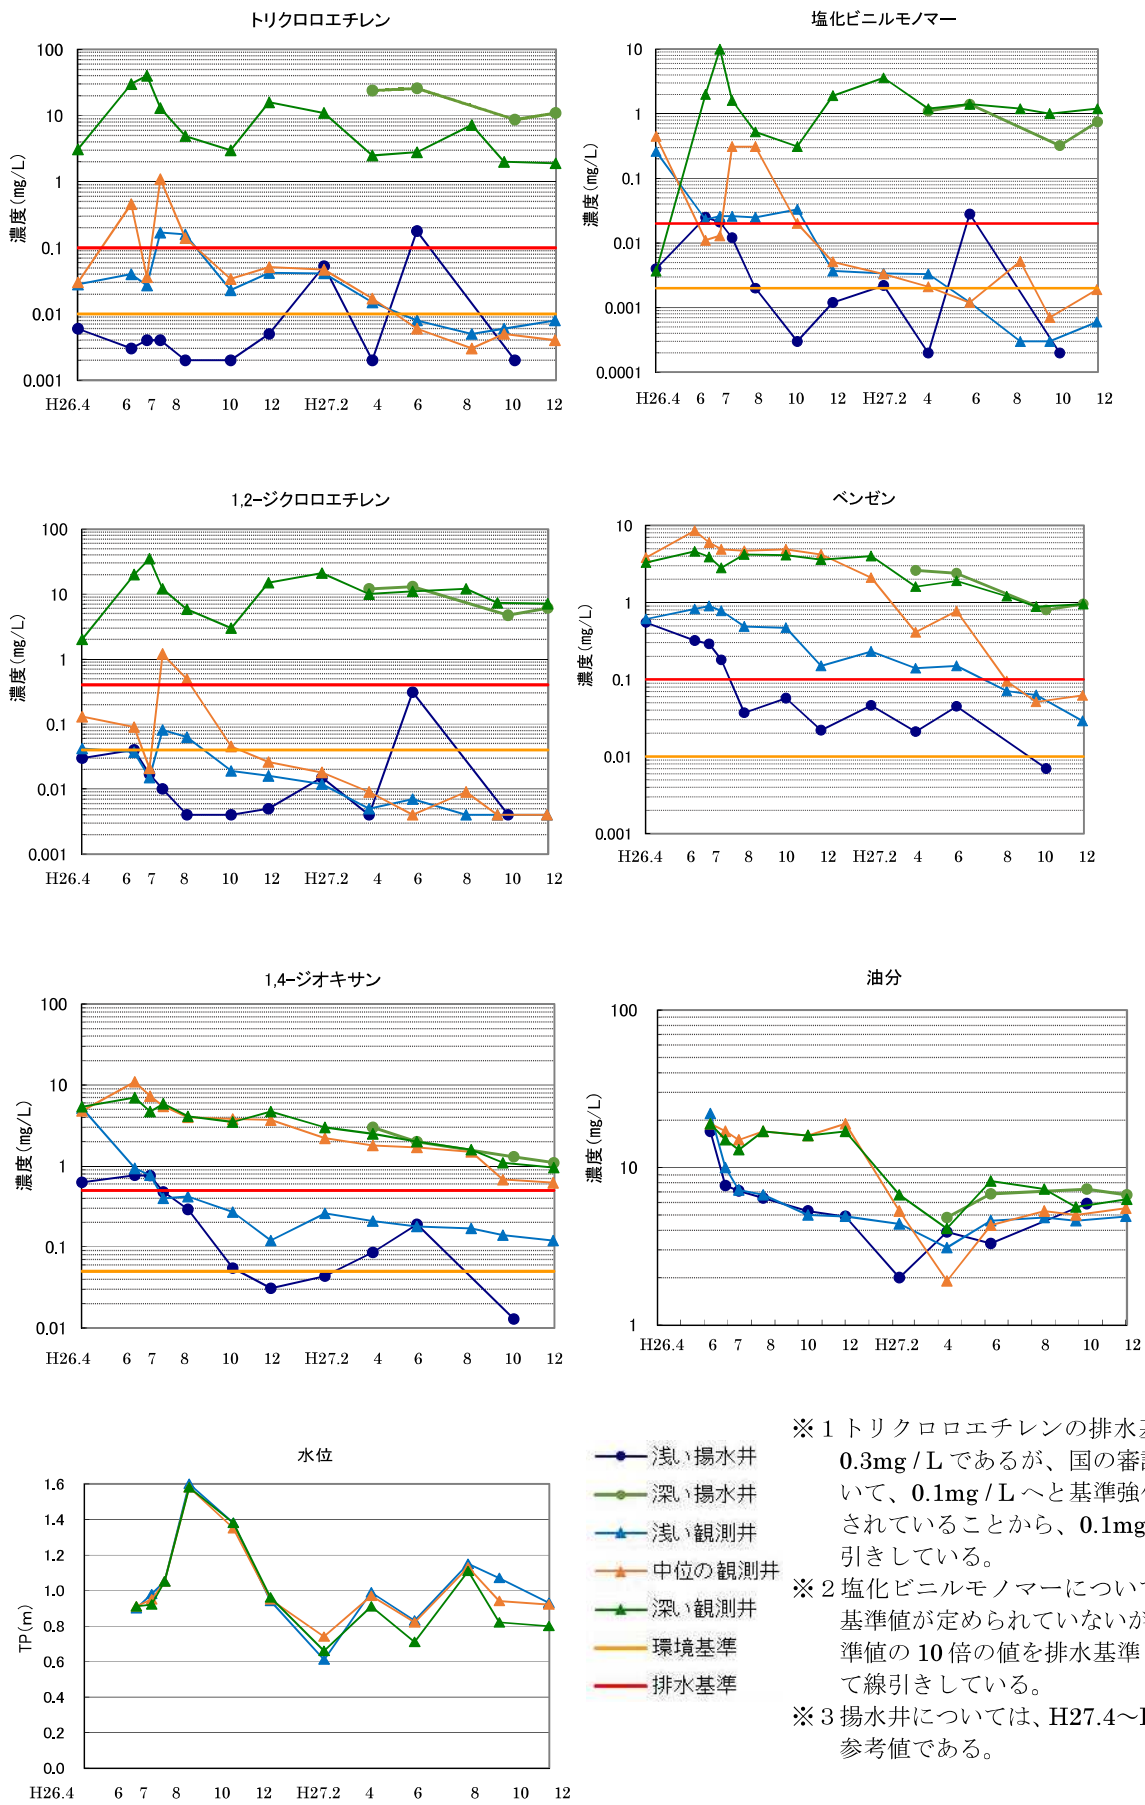 トリクロロエチレン
濃度(mg/L)
100
10
1
0.1
0.01
0.001
H26.4 6 7 8 10 12 H27.2 4 6 8 10 12
塩化ビニルモノマー
濃度(mg/L)
10
1
0.1
0.01
0.001
0.0001
H26.4 6 7 8 10 12 H27.2 4 6 8 10 12
1,2-ジクロロエチレン
濃度(mg/L)
100
10
1
0.1
0.01
0.001
H26.4 6 7 8 10 12 H27.2 4 6 8 10 12
ベンゼン
濃度(mg/L)
10
1
0.1
0.01
0.001
H26.4 6 7 8 10 12 H27.2 4 6 8 10 12
1,4-ジオキサン
濃度(mg/L)
100
10
1
0.1
0.01
H26.4 6 7 8 10 12 H27.2 4 6 8 10 12
油分
濃度(mg/L)
100
10
1
H26.4 6 7 8 10 12 H27.2 4 6 8 10 12
水位
TP(m)
1.6
1.4
1.2
1.0
0.8
0.6
0.4
0.2
0.0
H26.4 6 7 8 10 12 H27.2 4 6 8 10 12
浅い揚水井
深い揚水井
浅い観測井
中位の観測井
深い観測井
環境基準
排水基準
※1 トリクロロエチレンの排水
0.3mg / L であるが、国の審
いて、0.1mg / L へと基準強
されていることから、0.1mg
引きしている。
※2 塩化ビニルモノマーについ
基準値が定められていないが
準値の 10 倍の値を排水基準
て線引きしている。
※3 揚水井については、H27.4~
参考値である。